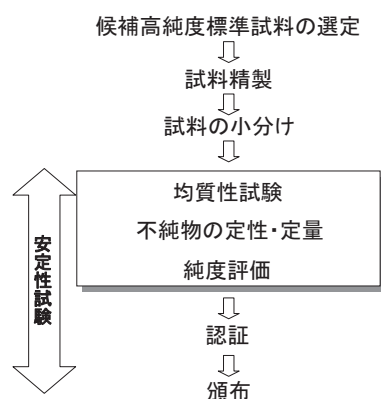 候補高純度標準試料の選定
試料精製
試料の小分け
均質性試験
不純物の定性・定量
純度評価
安定性試験
認証
頒布